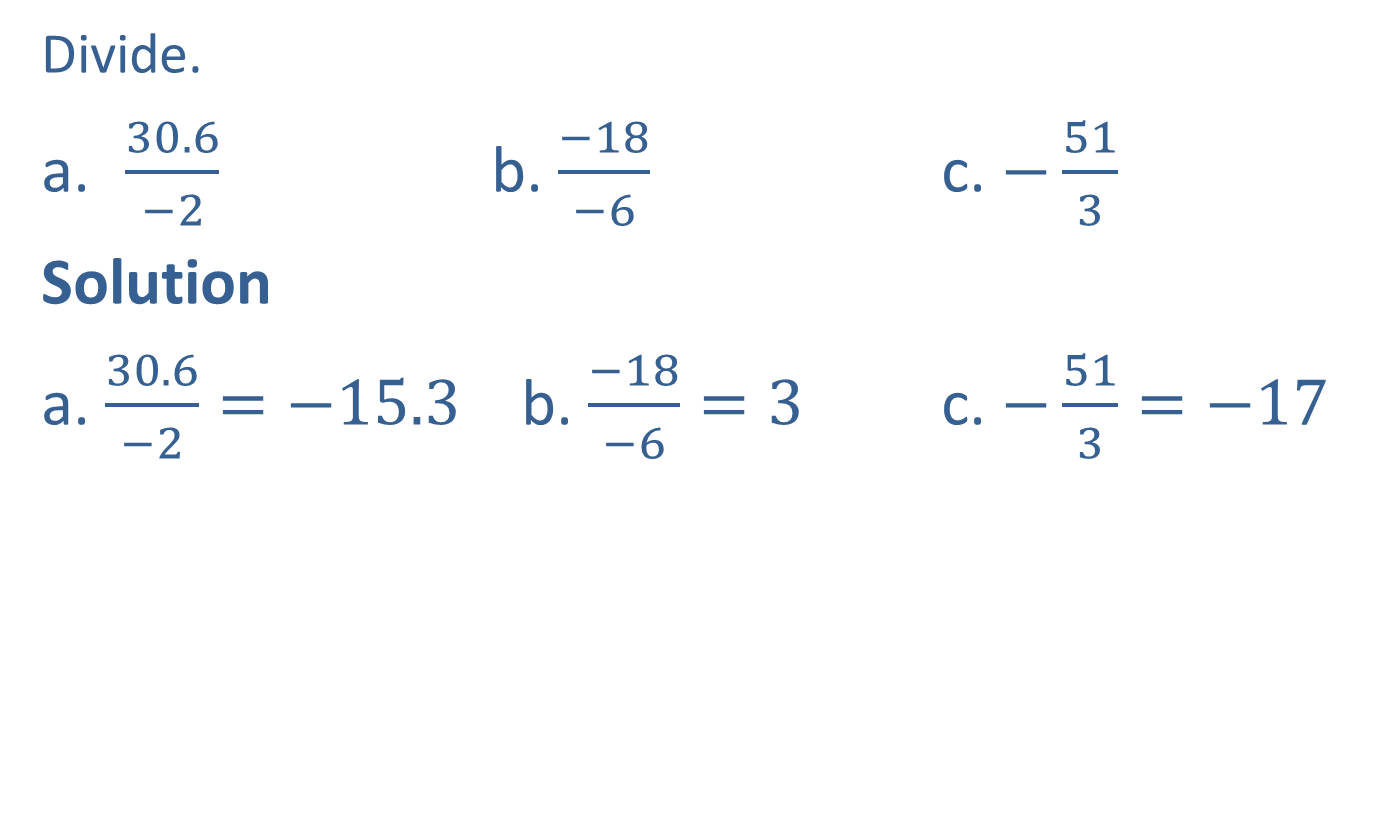 Divide.
a. 30.6/−2 b. −18/−6 c. −51/3
Solution
a. 30.6/−2 = −15.3 b. −18/−6 = 3 c. −51/3 = −17